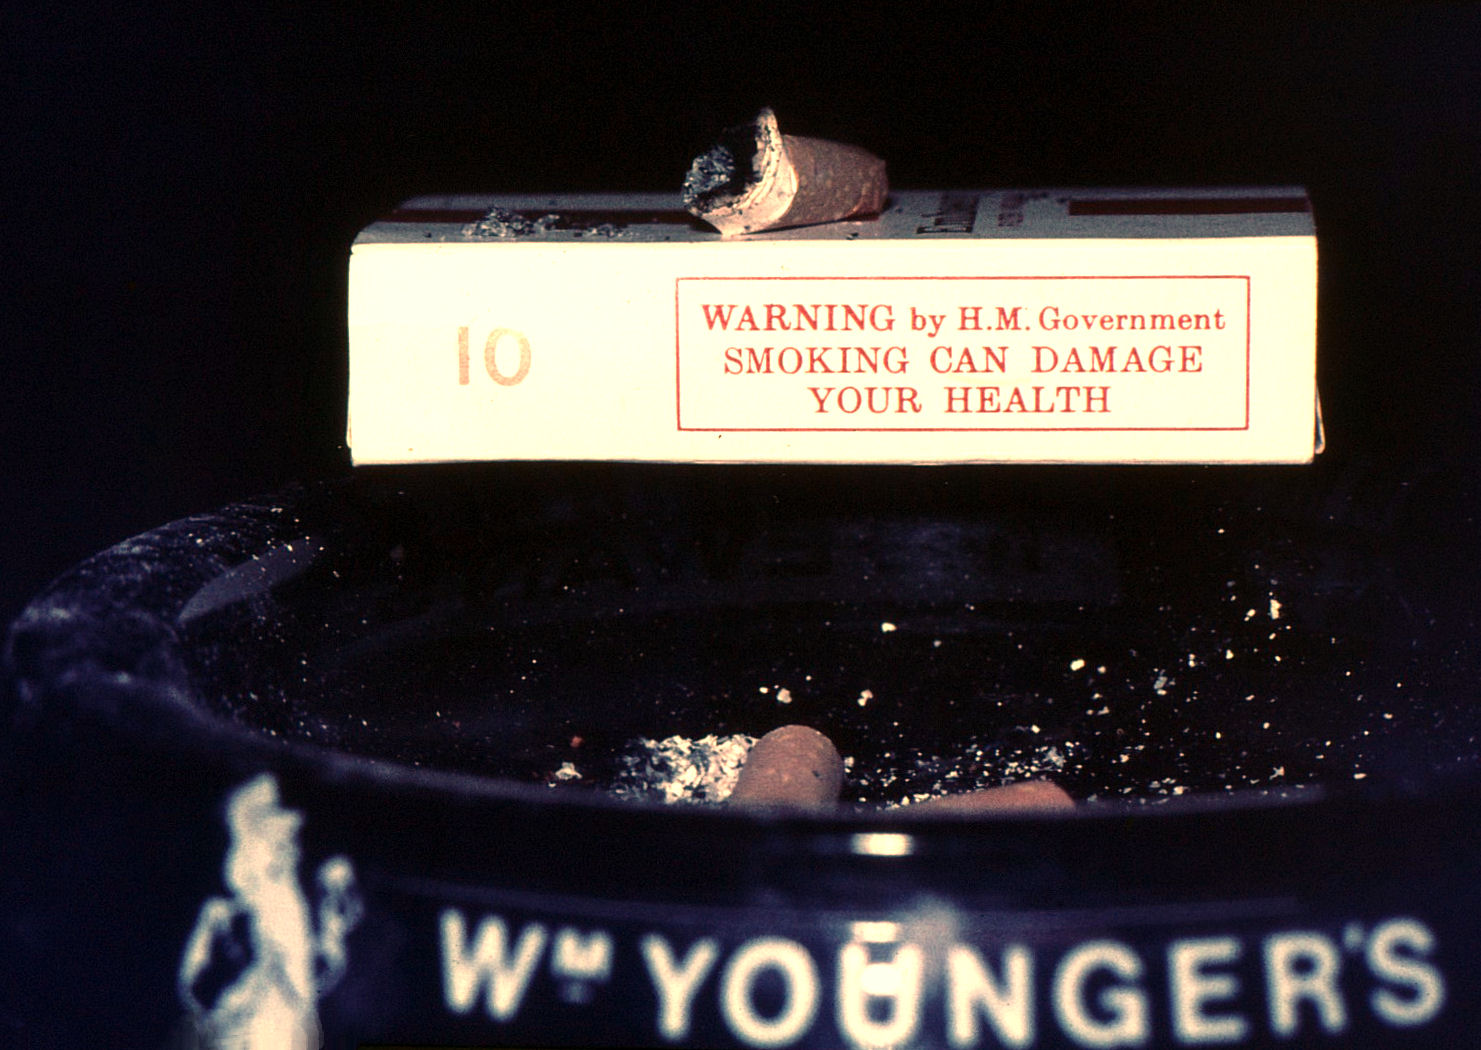 10
WARNING by H.M. Government
SMOKING CAN DAMAGE
YOUR HEALTH
WM YOUNGER'S